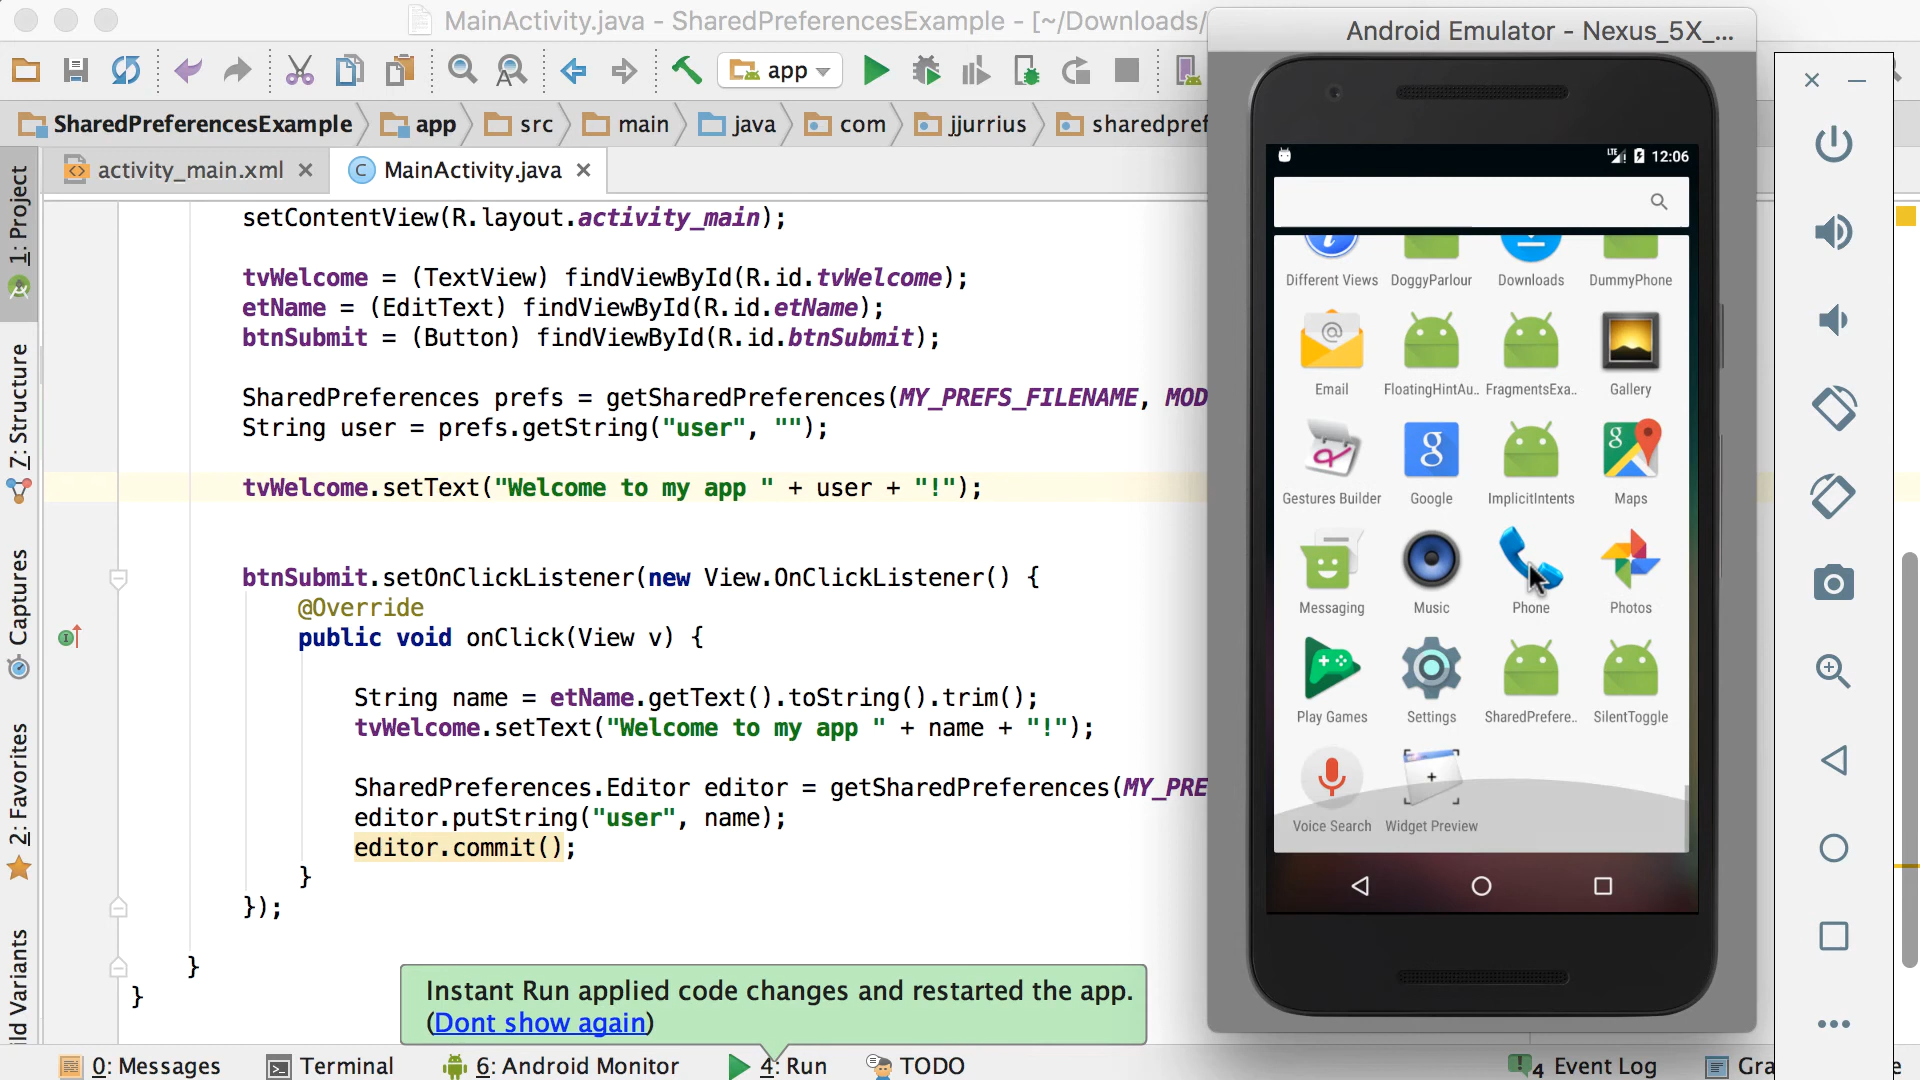 MainActivity.java - SharedPreferencesExample - [~/Downloads/
app
SharedPreferencesExample
app
src
main
java
com
jjurrius
sharedpref
activity_main.xml
MainActivity.java
1: Project
Z: Structure
Captures
2: Favorites
ild Variants
setContentView(R.layout.activity_main);
tvWelcome = (TextView) findViewById(R.id.tvWelcome);
etName = (EditText) findViewById(R.id.etName);
btnSubmit = (Button) findViewById(R.id.btnSubmit);
SharedPreferences prefs = getSharedPreferences(MY_PREFS_FILENAME, MOD
String user = prefs.getString("user", "");
tvWelcome.setText("Welcome to my app " + user + "!");
btnSubmit.setOnClickListener(new View.OnClickListener() {
@Override
public void onClick(View v) {
String name = etName.getText().toString().trim();
tvWelcome.setText("Welcome to my app " + name + "!");
SharedPreferences.Editor editor = getSharedPreferences(MY_PRE
editor.putString("user", name);
editor.commit();
}
});
}
}
Instant Run applied code changes and restarted the app.
(Dont show again)
0: Messages
Terminal
6: Android Monitor
4: Run
TODO
4 Event Log
Gra
e
Android Emulator - Nexus_5X_...
LTE 12:06
Different Views
DoggyParlour
Downloads
DummyPhone
Email
FloatingHintAu..
FragmentsExa..
Gallery
Gestures Builder
Google
ImplicitIntents
Maps
Messaging
Music
Phone
Photos
Play Games
Settings
SharedPrefere..
SilentToggle
Voice Search
Widget Preview